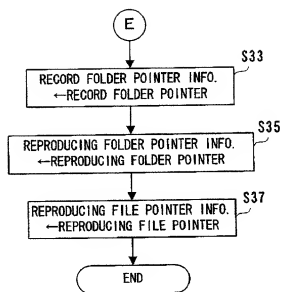 E
S33
RECORD FOLDER POINTER INFO.
←RECORD FOLDER POINTER
S35
REPRODUCING FOLDER POINTER INFO.
←REPRODUCING FOLDER POINTER
S37
REPRODUCING FILE POINTER INFO.
←REPRODUCING FILE POINTER
END